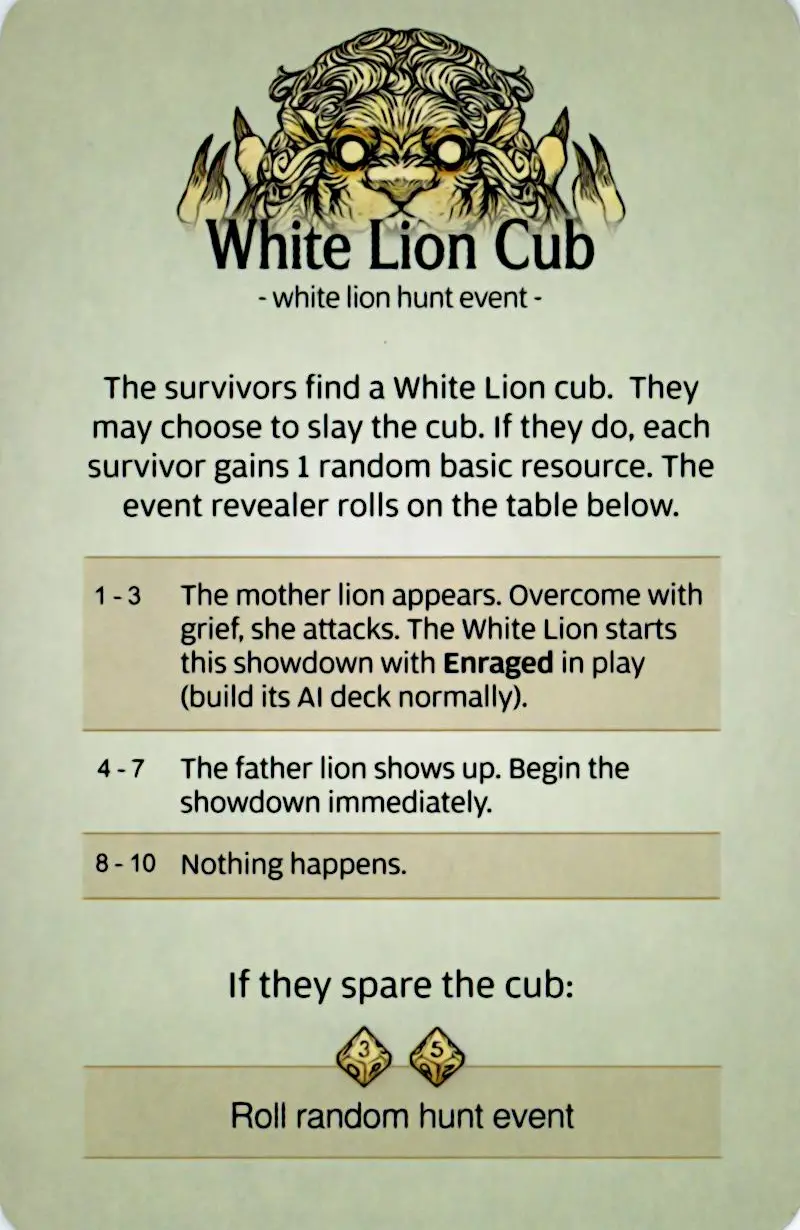 White Lion Cub
- white lion hunt event -
The survivors find a White Lion cub. They
may choose to slay the cub. If they do, each
survivor gains 1 random basic resource. The
event revealer rolls on the table below.
1 - 3 The mother lion appears. Overcome with
grief, she attacks. The White Lion starts
this showdown with Enraged in play
(build its AI deck normally).
4 - 7 The father lion shows up. Begin the
showdown immediately.
8 - 10 Nothing happens.
If they spare the cub:
3 5
Roll random hunt event